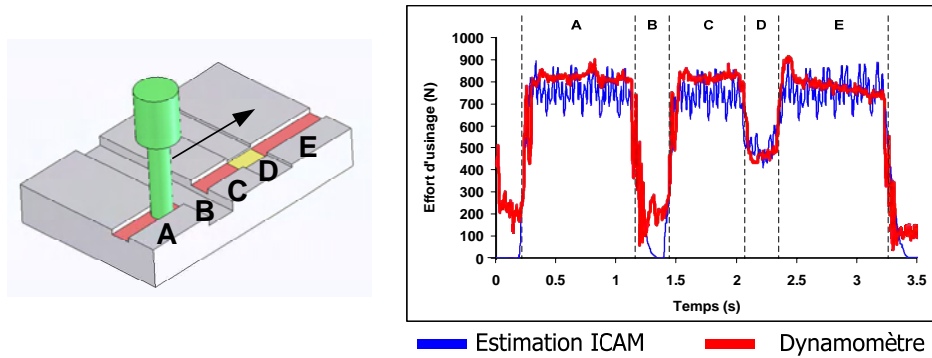 A
B
C
D
E
A
B
C
D
E
Effort d'usinage (N)
1000
900
800
700
600
500
400
300
200
100
0
0
0.5
1
1.5
2
2.5
3
3.5
Temps (s)
Estimation ICAM
Dynamomètre